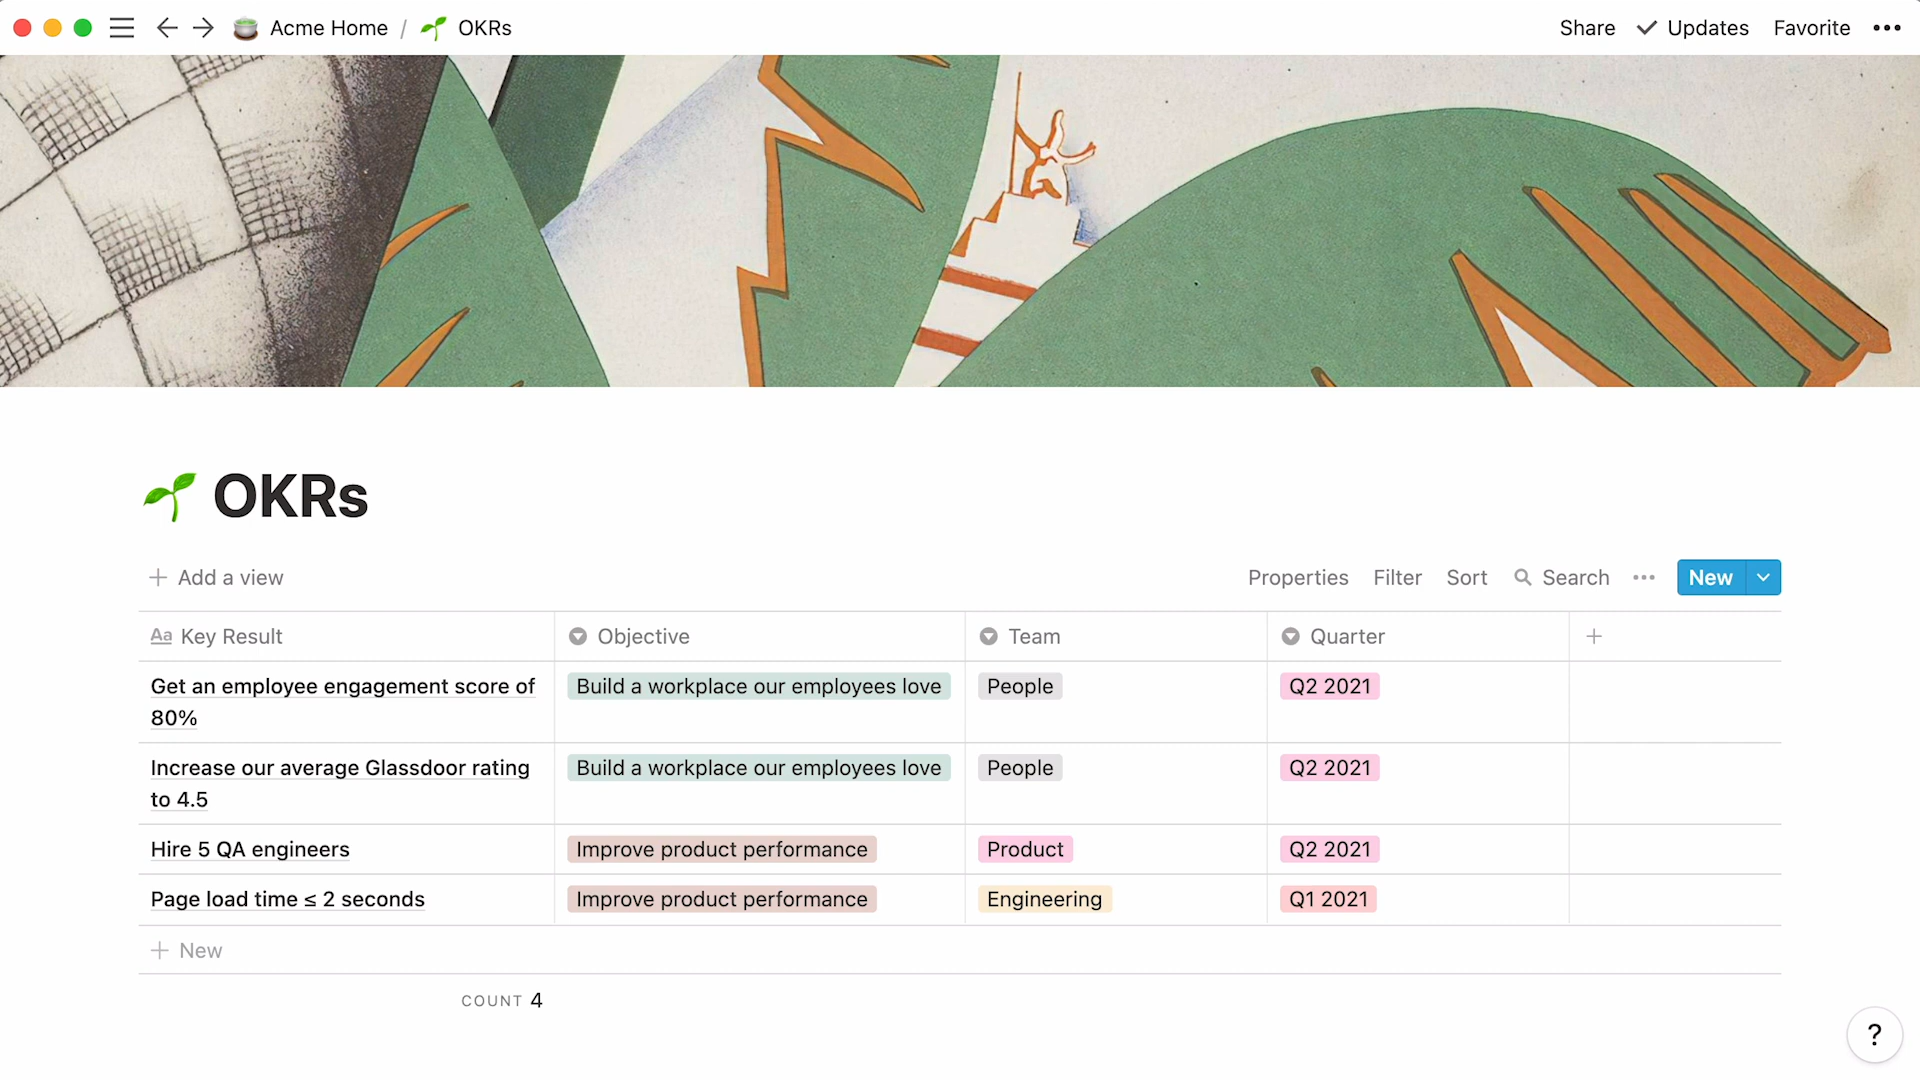 Acme Home / OKRs
Share Updates Favorite
OKRs
Add a view
Properties Filter Sort Search New
Aa Key Result Objective Team Quarter
Get an employee engagement score of
80%
Build a workplace our employees love People Q2 2021
Increase our average Glassdoor rating
to 4.5
Build a workplace our employees love People Q2 2021
Hire 5 QA engineers Improve product performance Product Q2 2021
Page load time ≤ 2 seconds Improve product performance Engineering Q1 2021
New
COUNT 4
?